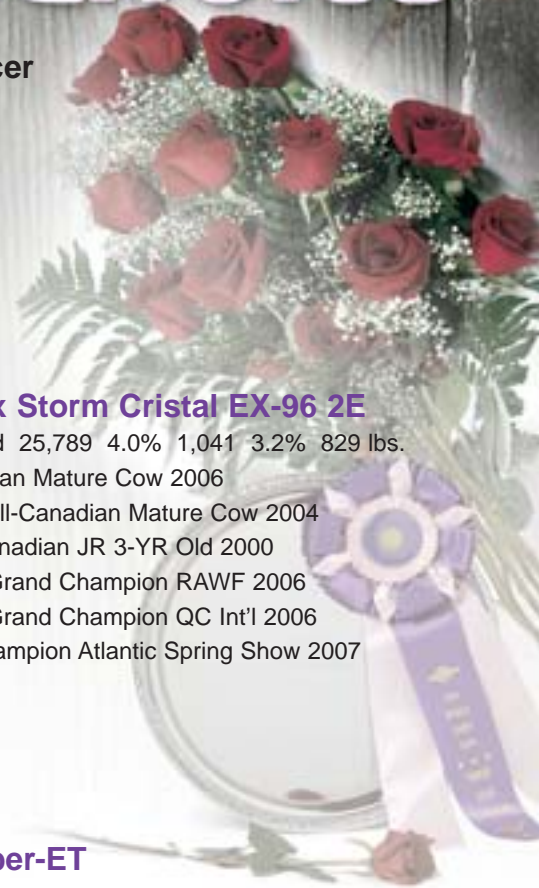 cer
x Storm Cristal EX-96 2E
d 25,789 4.0% 1,041 3.2% 829 lbs.
ian Mature Cow 2006
ll-Canadian Mature Cow 2004
nadian JR 3-YR Old 2000
Grand Champion RAWF 2006
Grand Champion QC Int'l 2006
ampion Atlantic Spring Show 2007
per-ET